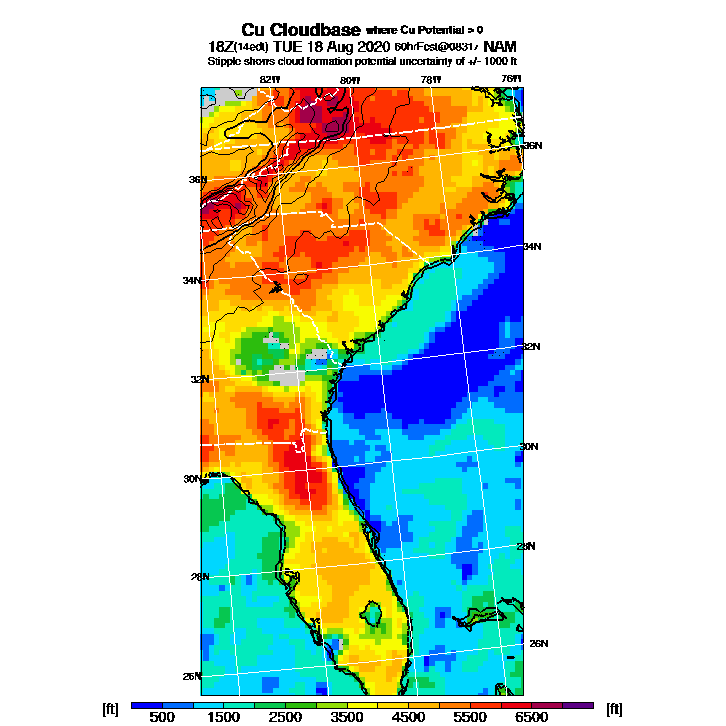 Cu Cloudbase where Cu Potential > 0
18Z(14edt) TUE 18 Aug 2020 60hrFcst@0831z NAM
Stipple shows cloud formation potential uncertainty of +/- 1000 ft
82W 80W 78W 76W
36N
36N
34N
34N
32N
32N
30N
30N
28N
28N
26N
26N
[ft] [ft]
500 1500 2500 3500 4500 5500 6500